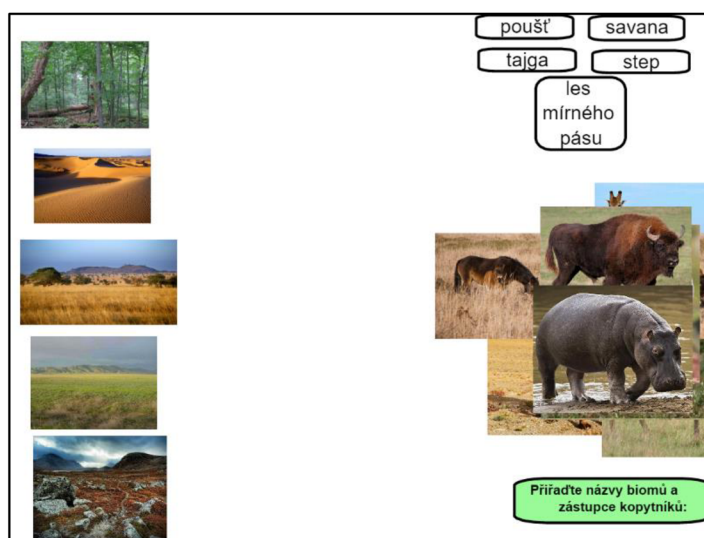 poušť
savana
tajga
step
les
mírného
pásu
Přiřaďte názvy biomů a
zástupce kopytníků: